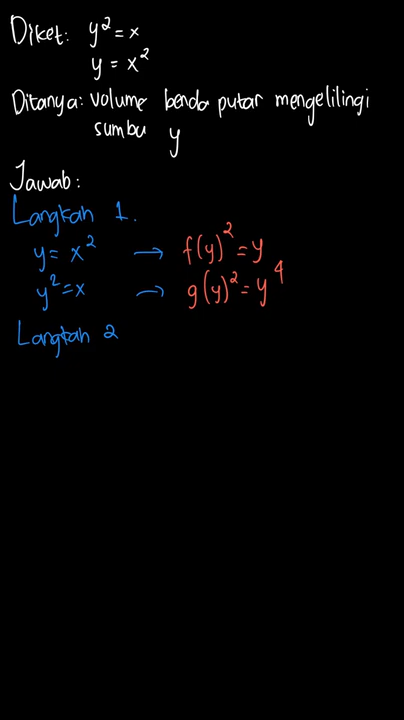 Diket: y² = x
y = x²
Ditanya: volume benda putar mengelilingi
sumbu y
Jawab:
Langkah 1.
y = x² → f(y)² = y
y² = x → g(y)² = y⁴
Langkah 2